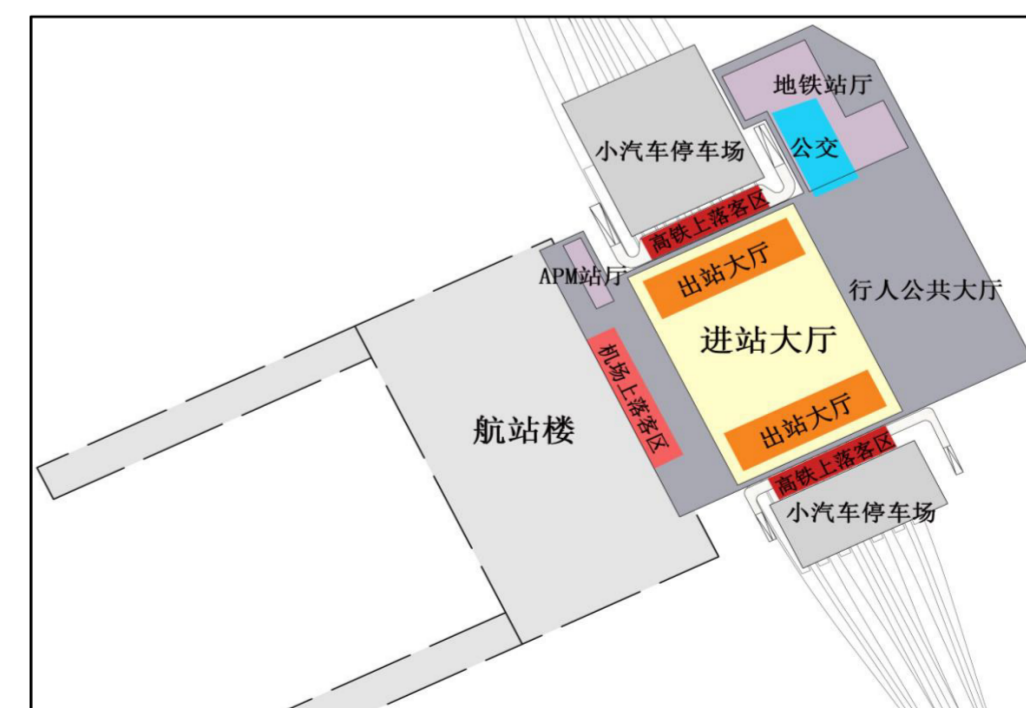 地铁站厅
小汽车停车场
公交
高铁上落客区
出站大厅
APM站厅
行人公共大厅
进站大厅
机场上落客区
航站楼
出站大厅
高铁上落客区
小汽车停车场